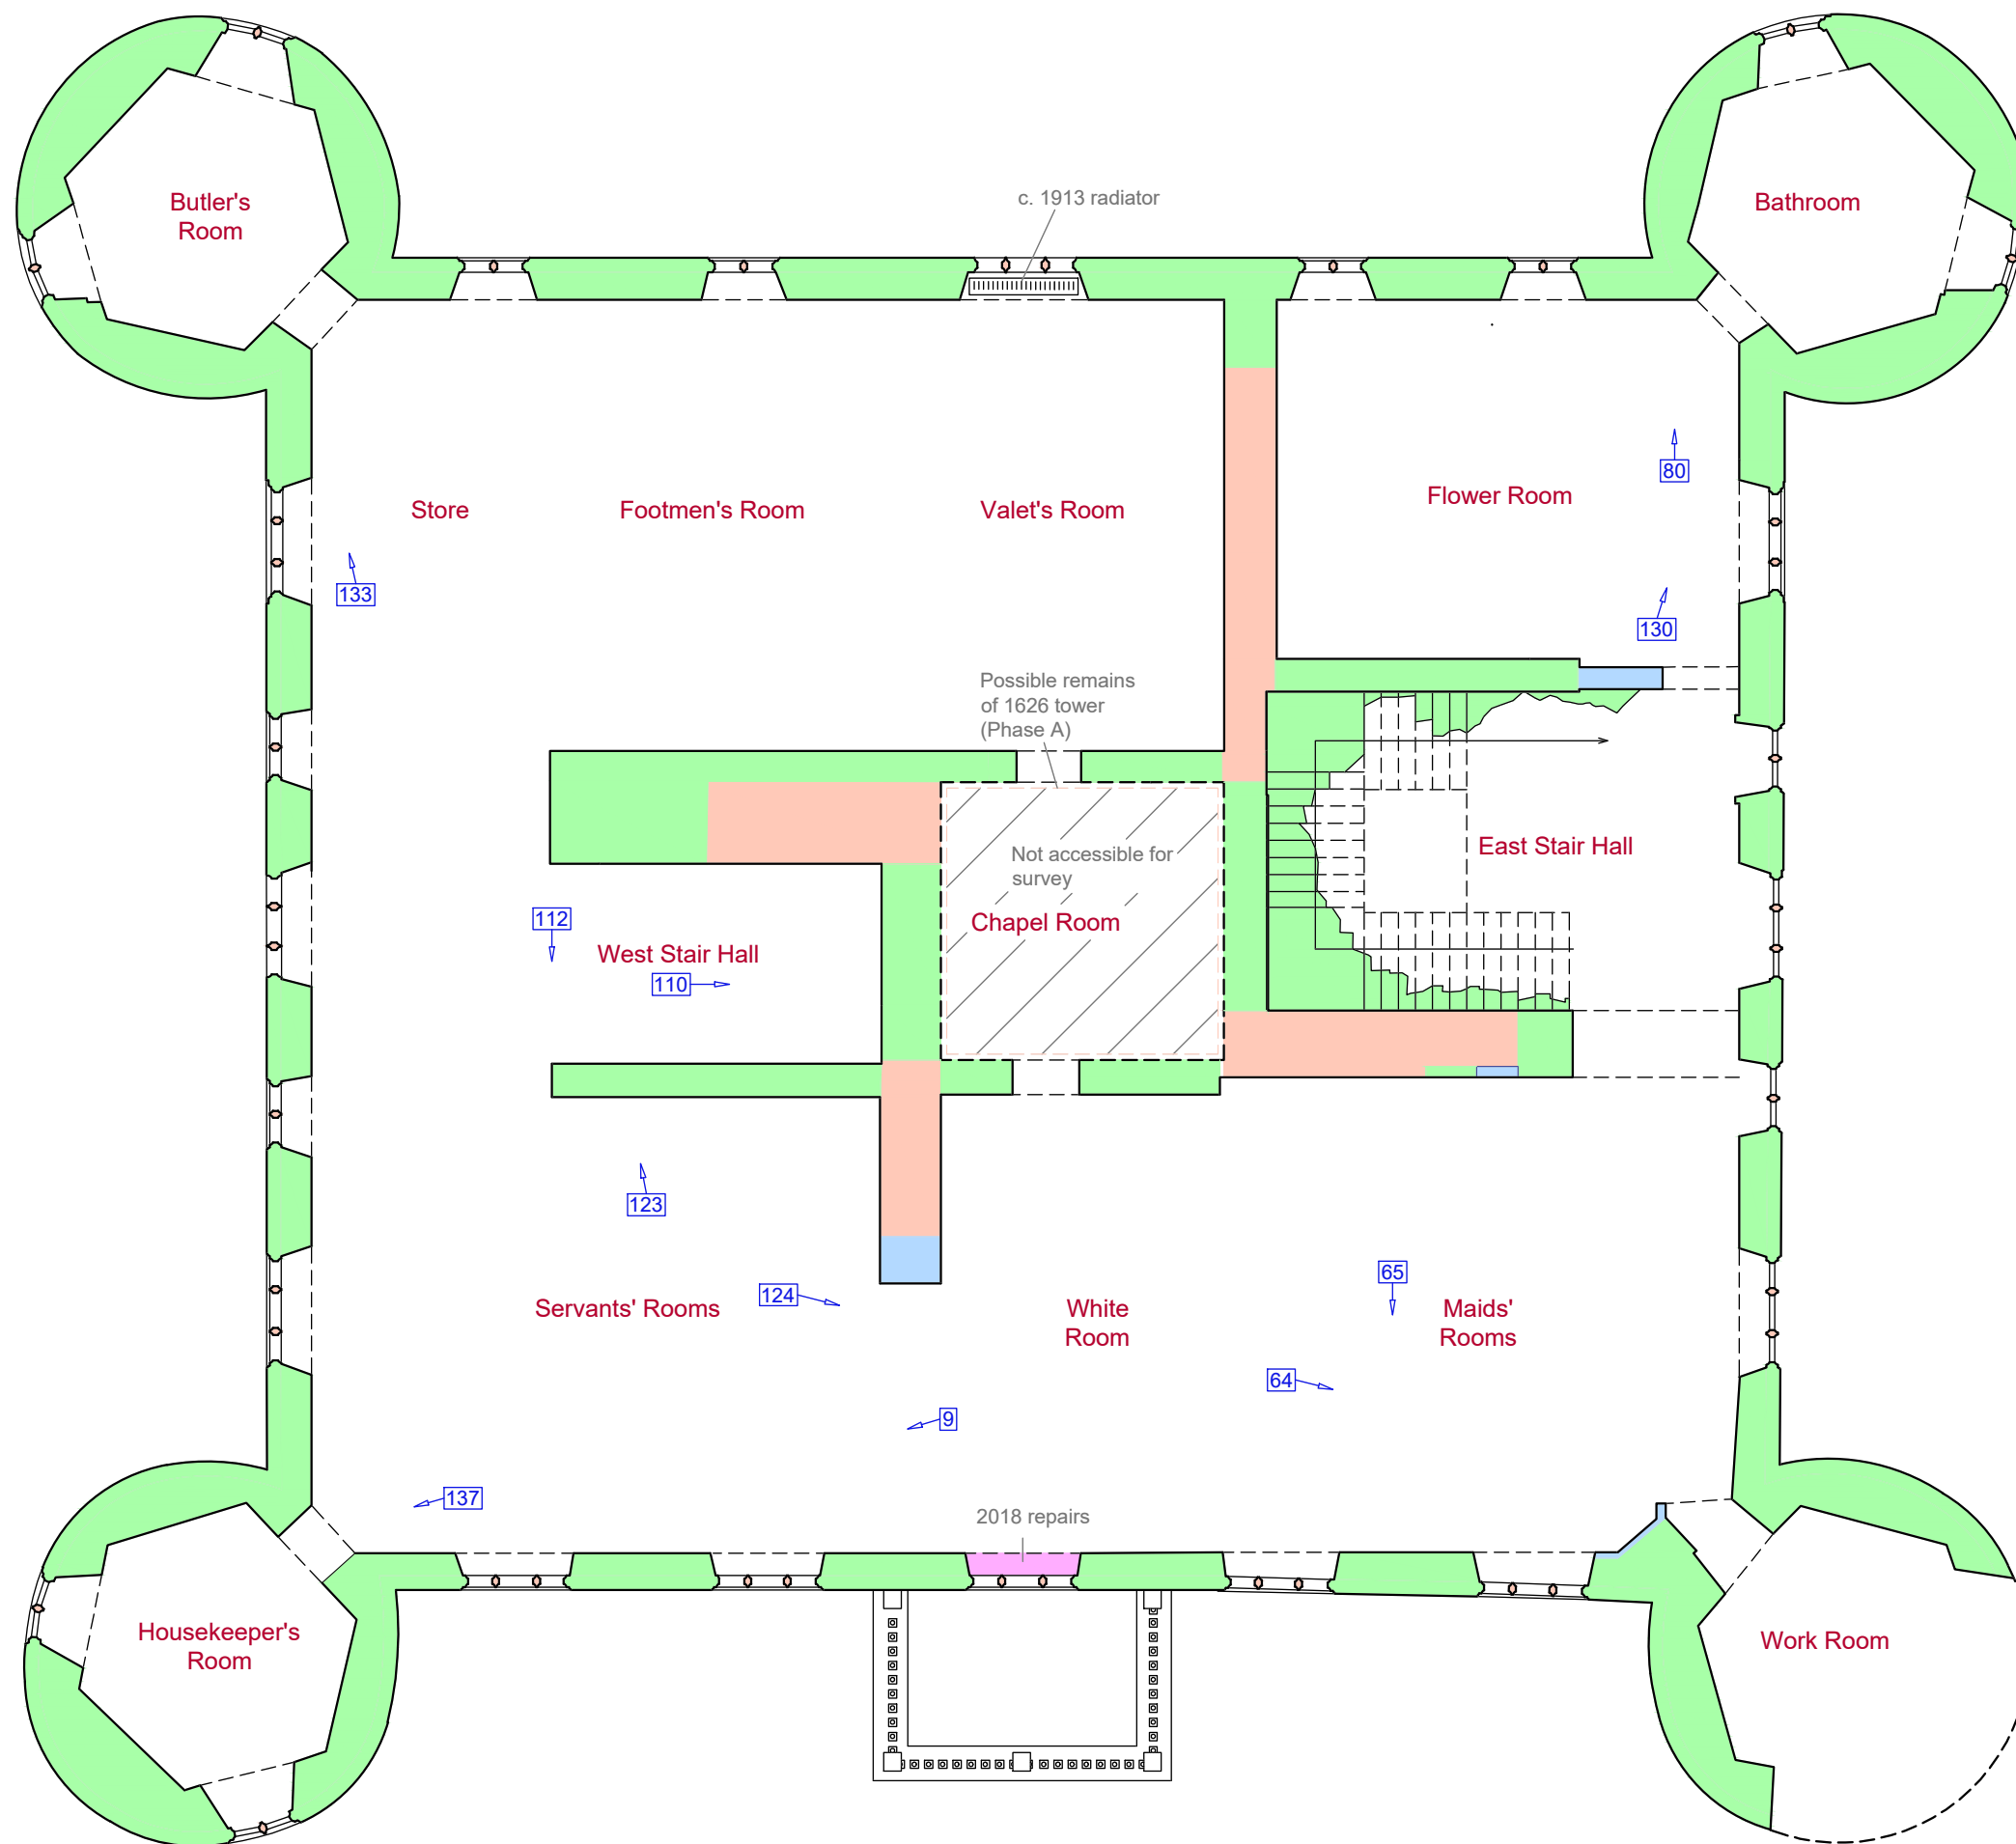 c. 1913 radiator
Butler's
Room
Bathroom
80
Store
Footmen's Room
Valet's Room
Flower Room
133
130
Possible remains
of 1626 tower
(Phase A)
Not accessible for
survey
East Stair Hall
112
Chapel Room
West Stair Hall
110
123
124
65
Servants' Rooms
White
Room
Maids'
Rooms
64
9
137
2018 repairs
Housekeeper's
Room
Work Room